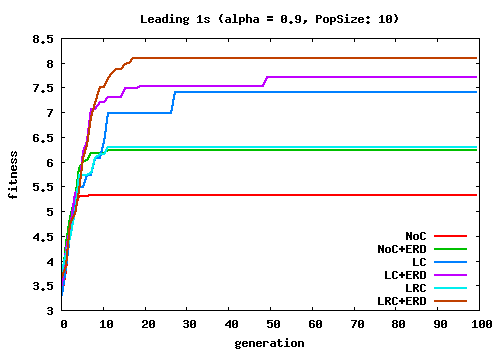 Leading 1s (alpha = 0.9, PopSize: 10)
8.5
8
7.5
7
6.5
6
5.5
5
4.5
4
3.5
3
fitness
NoC
NoC+ERD
LC
LC+ERD
LRC
LRC+ERD
0 10 20 30 40 50 60 70 80 90 100
generation